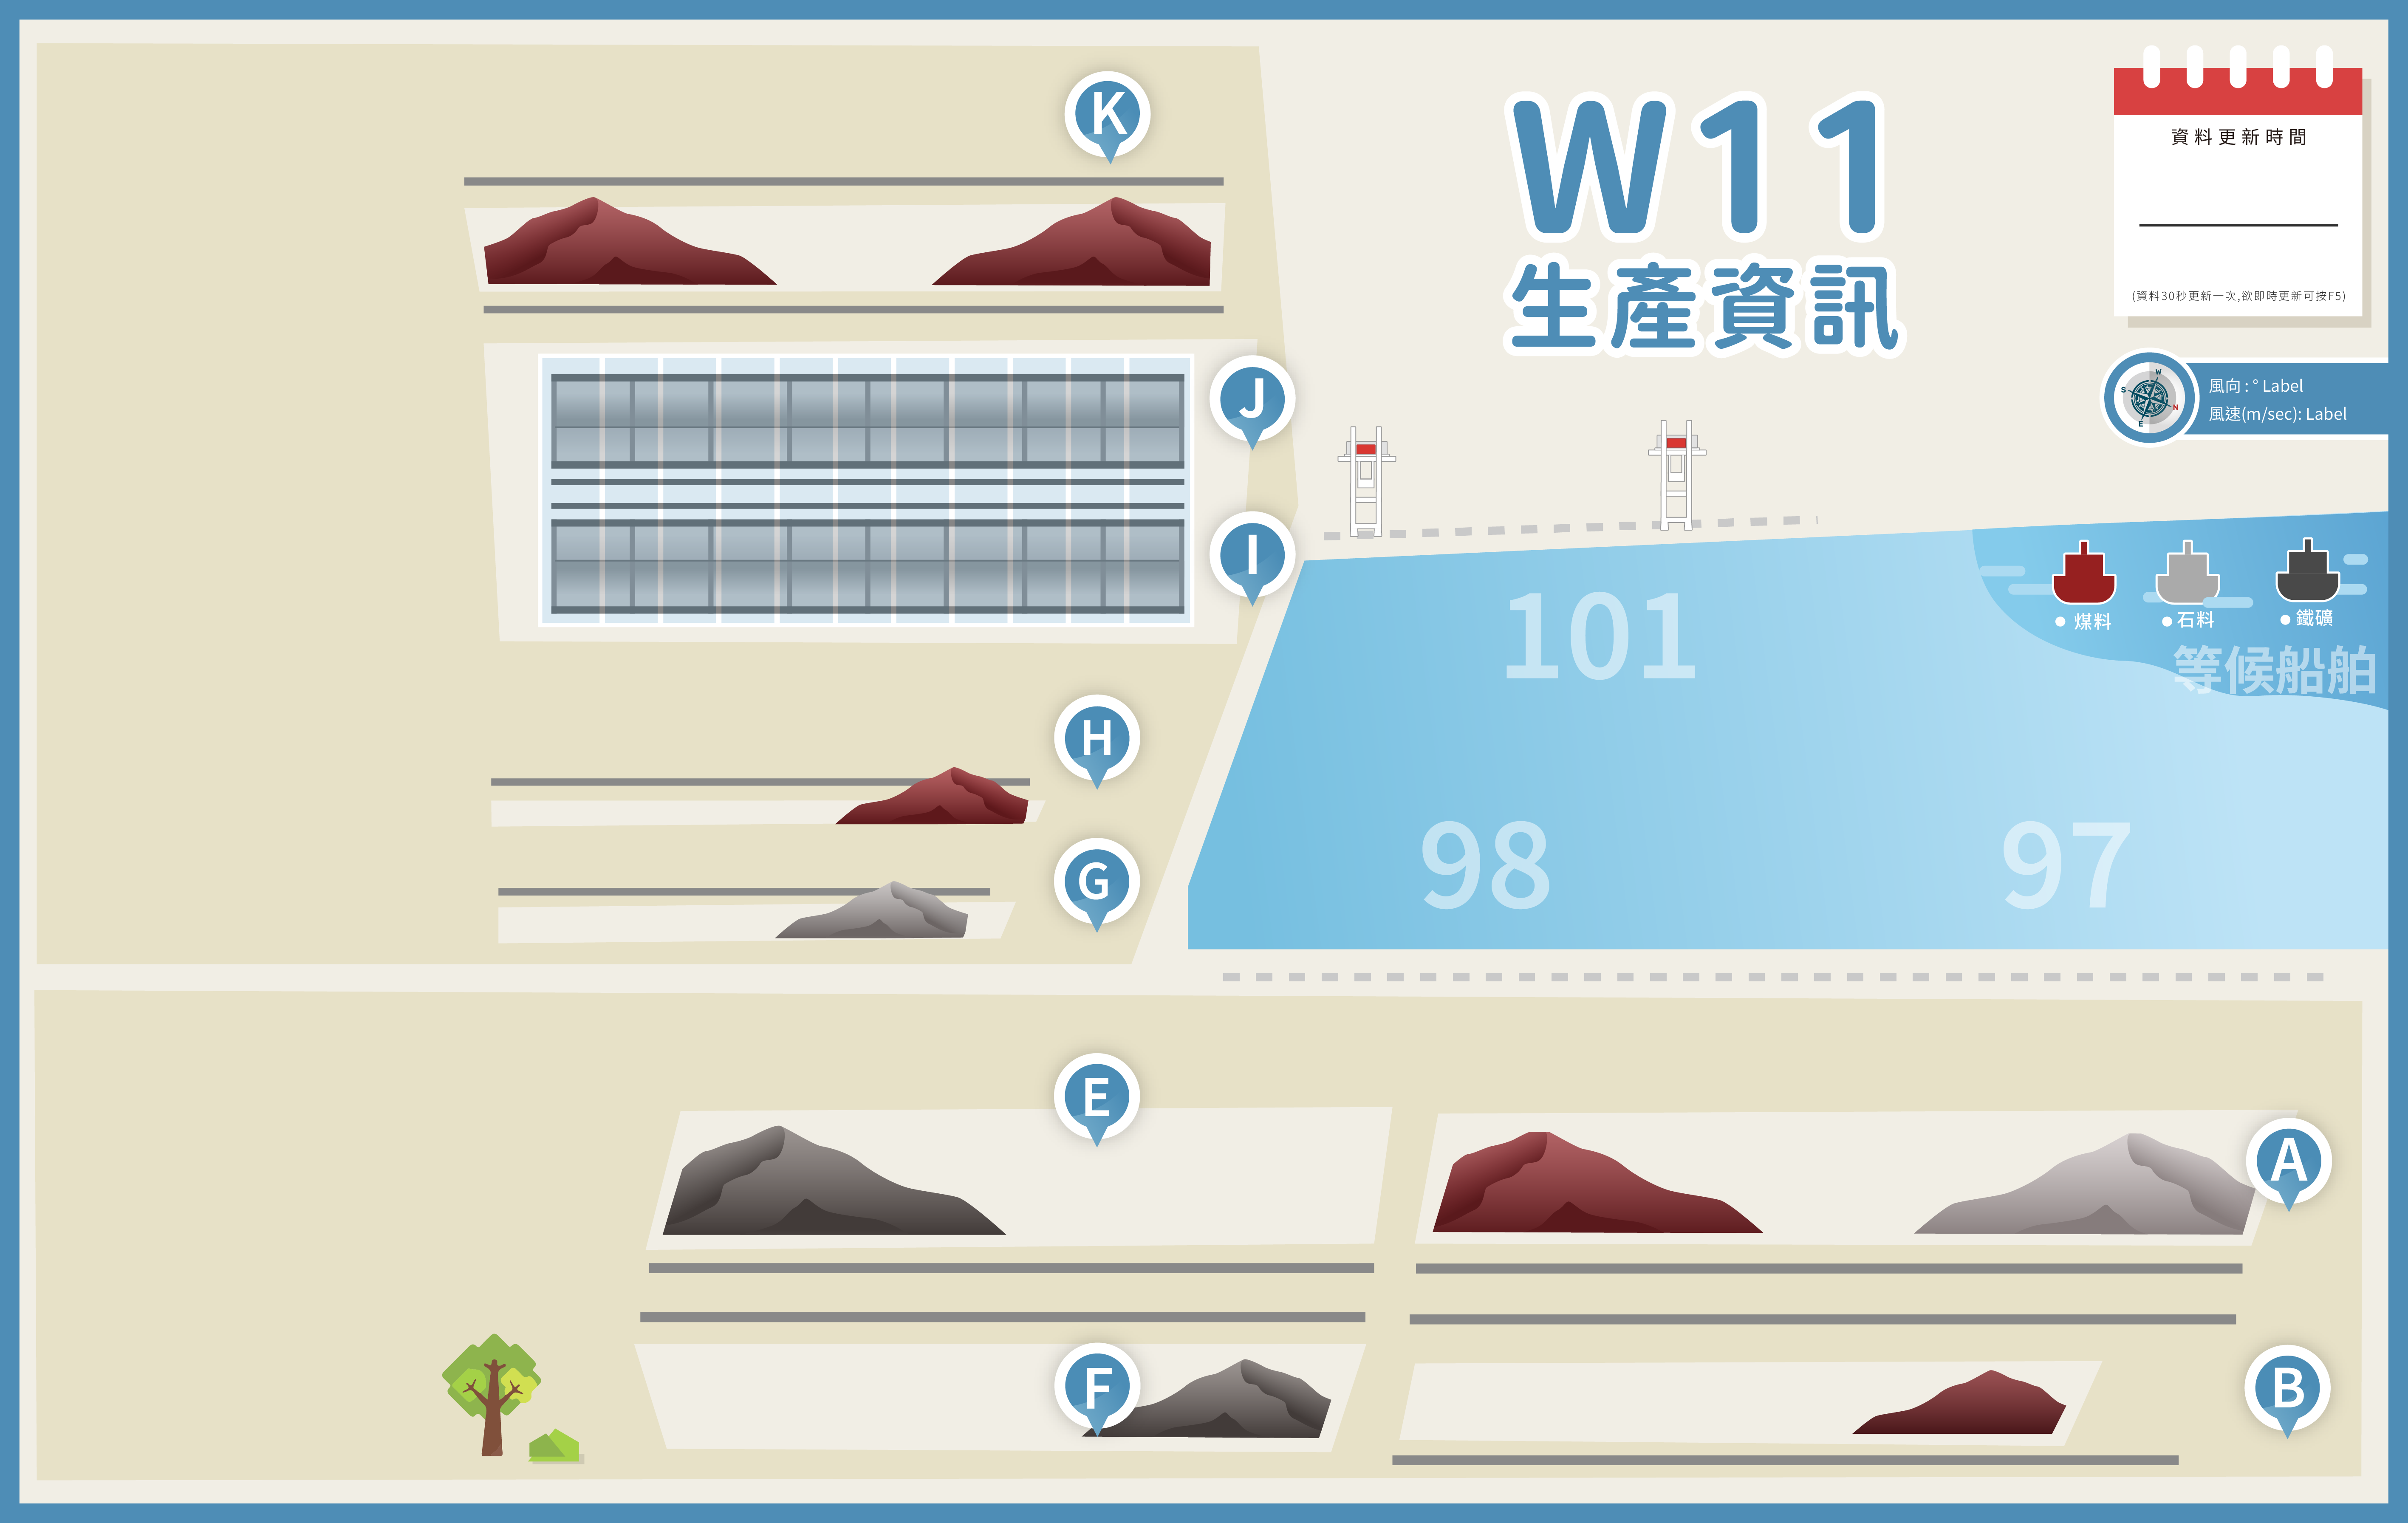 K
W11
生產資訊
資料更新時間
(資料30秒更新一次,欲即時更新可按F5)
W
S
N
E
風向 : ° Label
風速(m/sec): Label
J
I
101
煤料
石料
鐵礦
等候船舶
H
G
98
97
E
A
F
B